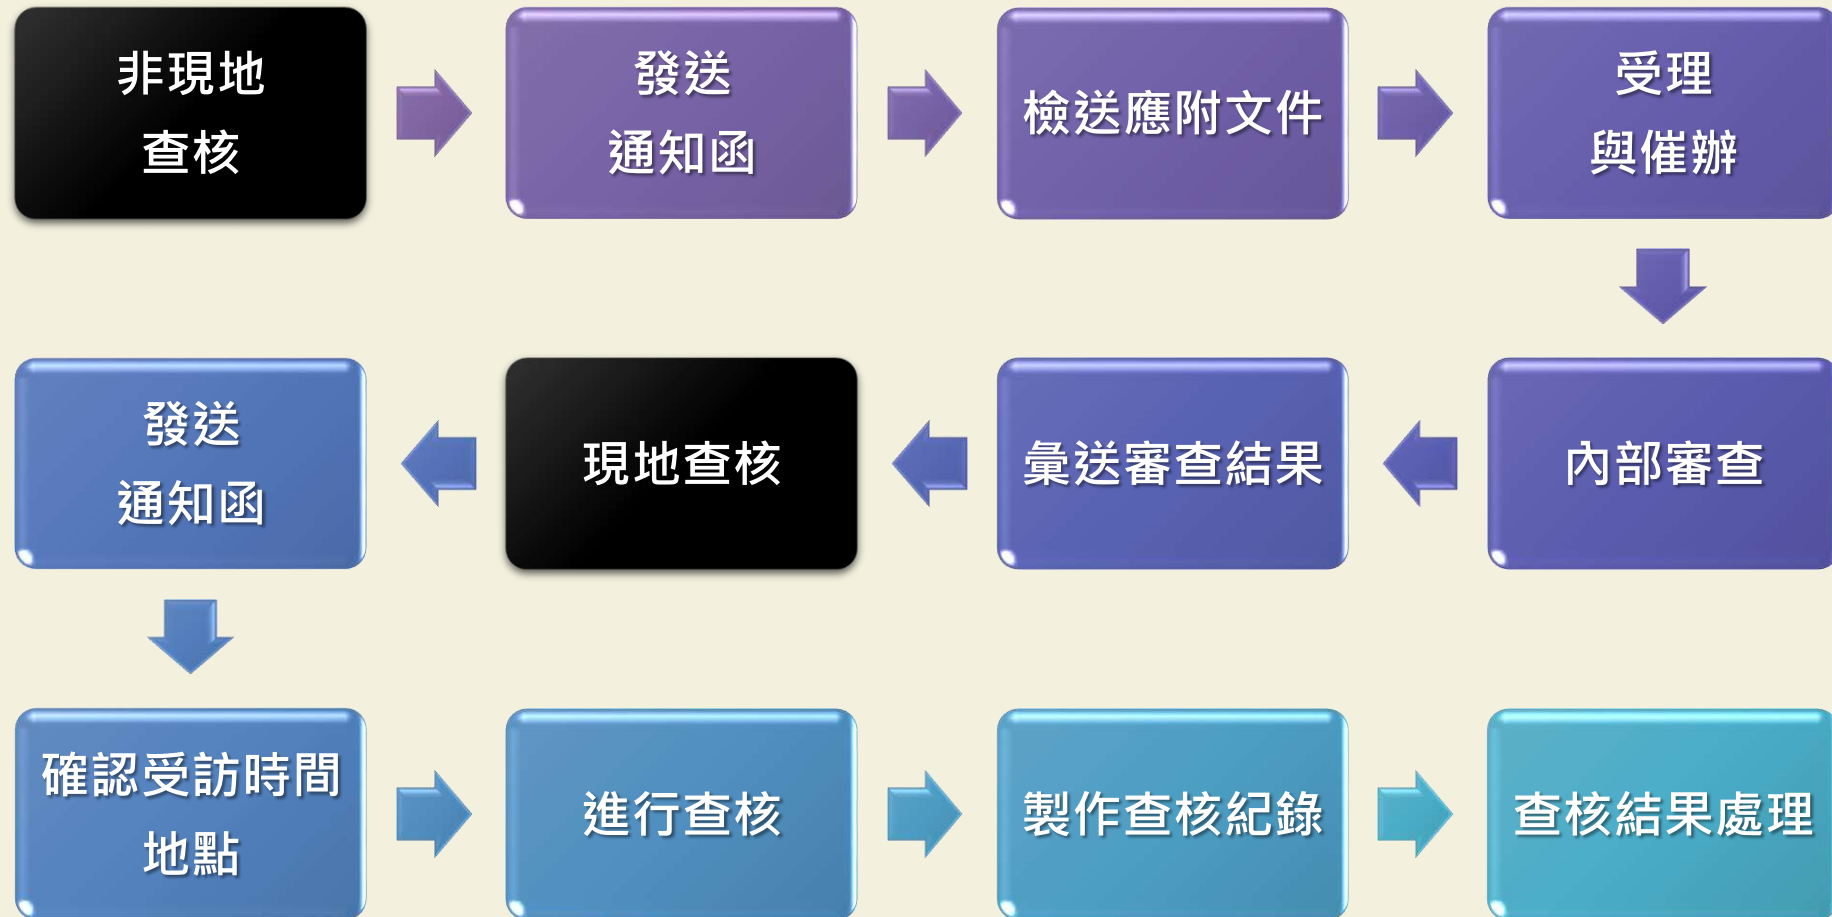 非現地
查核
發送
通知函
檢送應附文件
受理
與催辦
內部審查
彙送審查結果
現地查核
發送
通知函
確認受訪時間
地點
進行查核
製作查核紀錄
查核結果處理